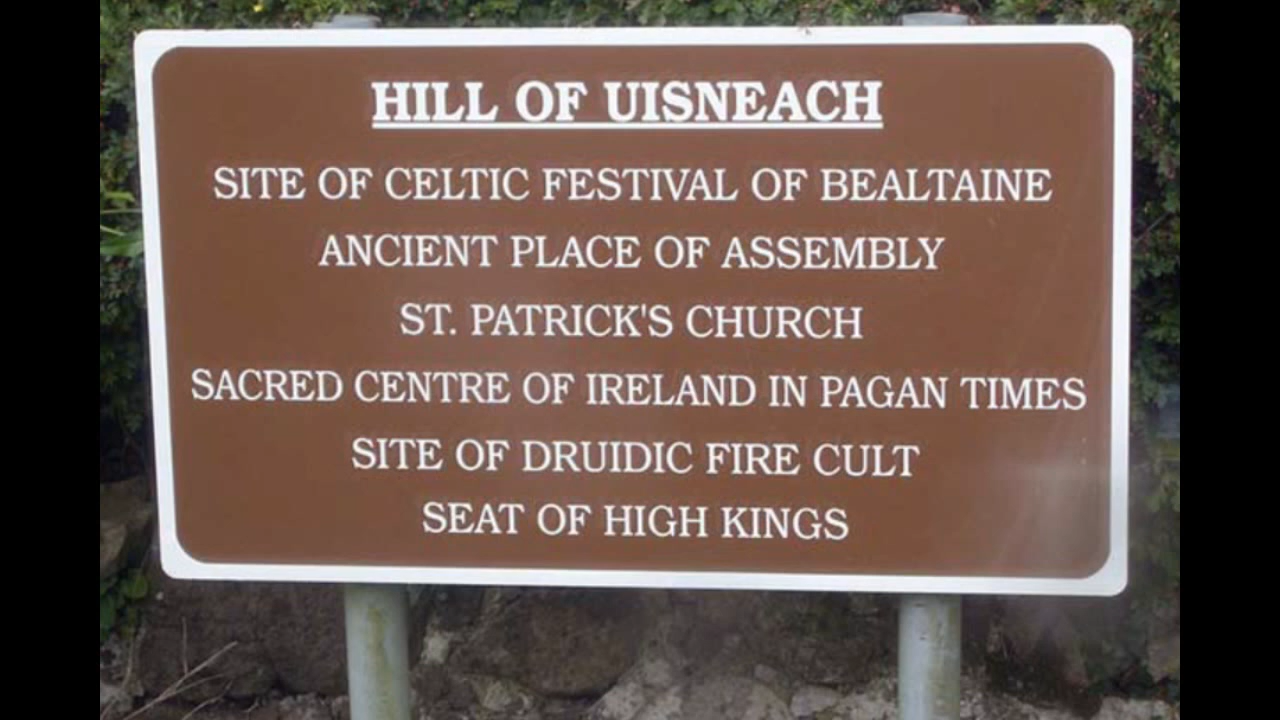 HILL OF UISNEACH
SITE OF CELTIC FESTIVAL OF BEALTAINE
ANCIENT PLACE OF ASSEMBLY
ST. PATRICK'S CHURCH
SACRED CENTRE OF IRELAND IN PAGAN TIMES
SITE OF DRUIDIC FIRE CULT
SEAT OF HIGH KINGS